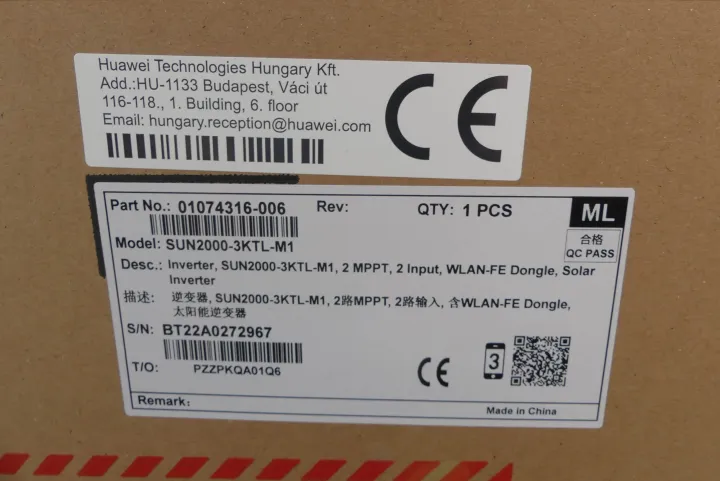 Huawei Technologies Hungary Kft.
Add.:HU-1133 Budapest, Váci út
116-118., 1. Building, 6. floor
Email: hungary.reception@huawei.com
CE
Part No.: 01074316-006 Rev: QTY: 1 PCS ML
合格
QC PASS
Model: SUN2000-3KTL-M1
Desc.: Inverter, SUN2000-3KTL-M1, 2 MPPT, 2 Input, WLAN-FE Dongle, Solar
Inverter
描述: 逆变器, SUN2000-3KTL-M1, 2路MPPT, 2路输入, 含WLAN-FE Dongle,
太阳能逆变器
S/N: BT22A0272967
T/O: PZZPKQA01Q6
CE 3
Remark:
Made in China